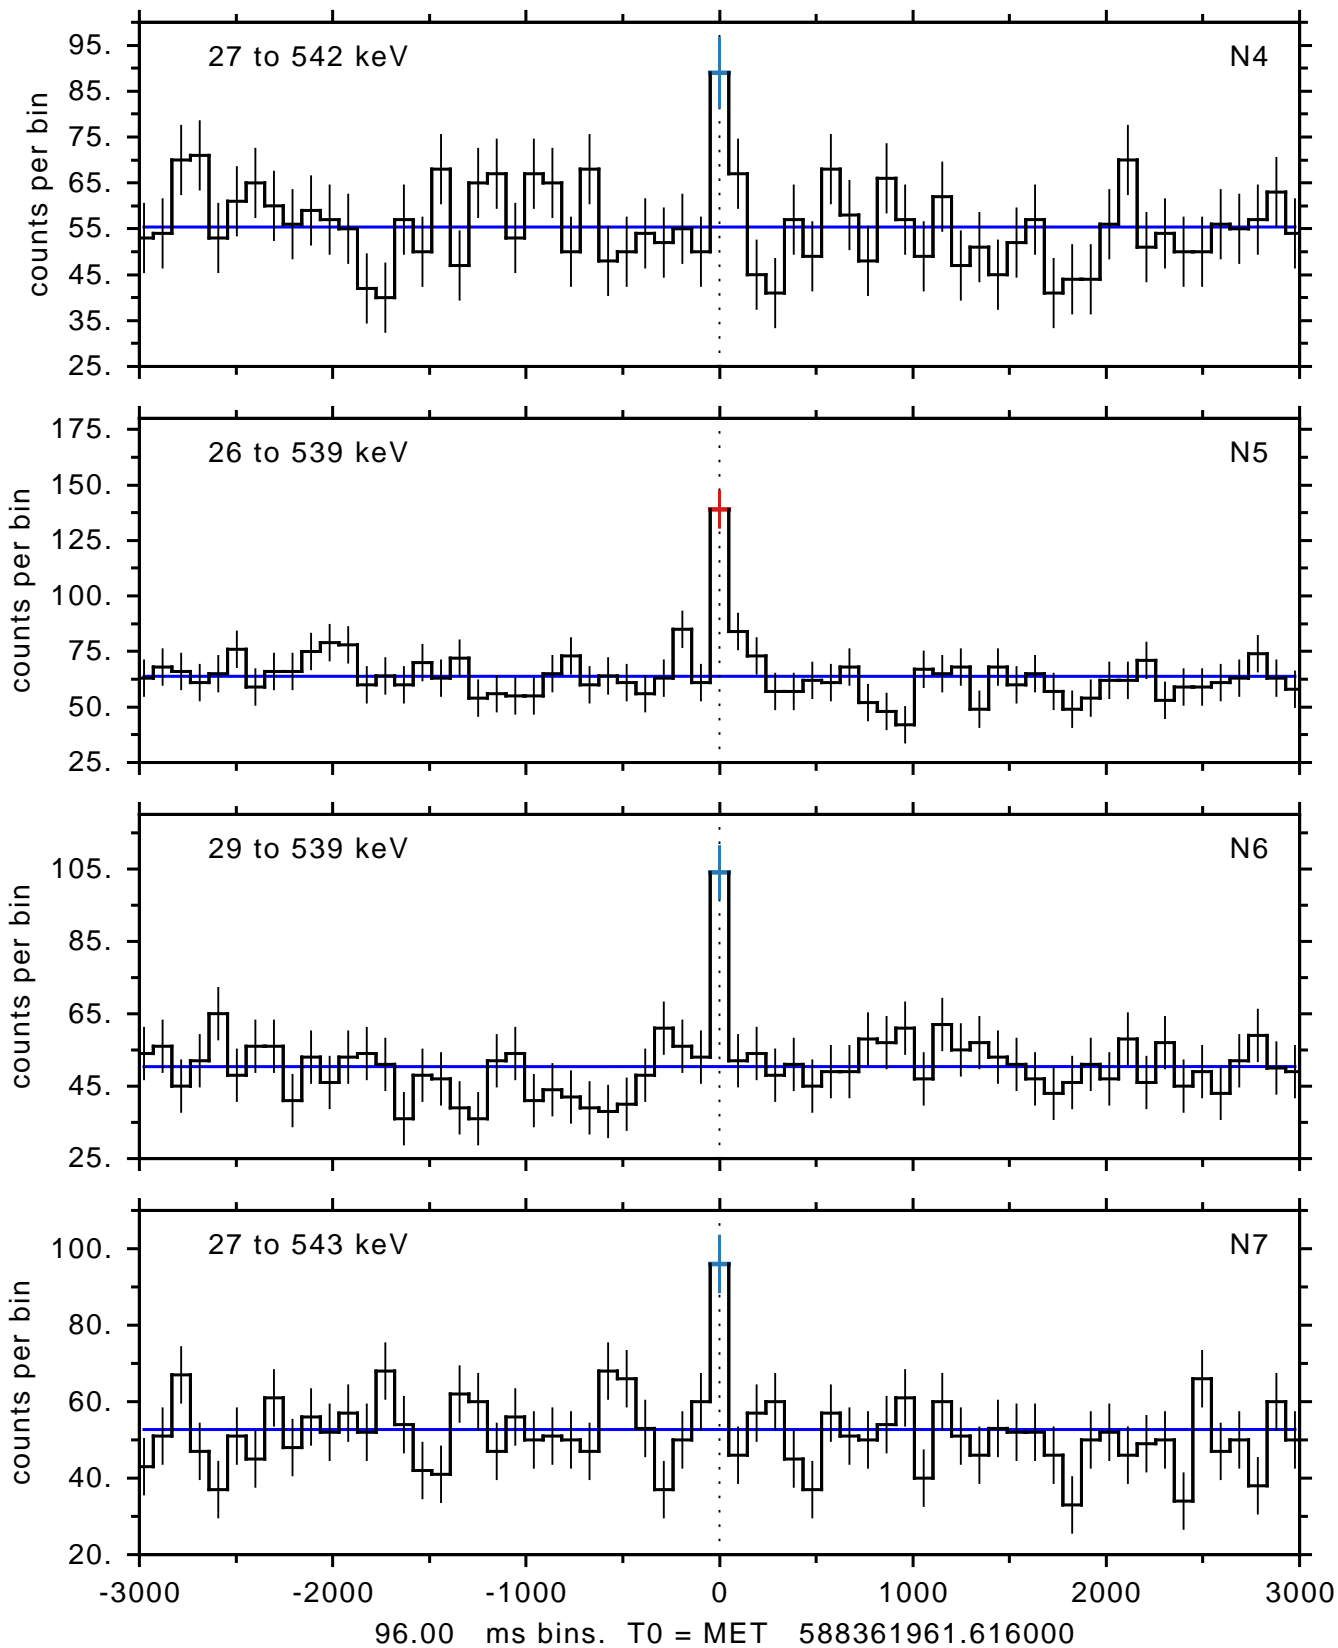 27 to 542 keV N4
95.
85.
75.
65.
55.
45.
35.
25.
counts per bin
26 to 539 keV N5
175.
150.
125.
100.
75.
50.
25.
counts per bin
29 to 539 keV N6
105.
85.
65.
45.
25.
counts per bin
27 to 543 keV N7
100.
80.
60.
40.
20.
counts per bin
-3000 -2000 -1000 0 1000 2000 3000
96.00 ms bins. T0 = MET 588361961.616000